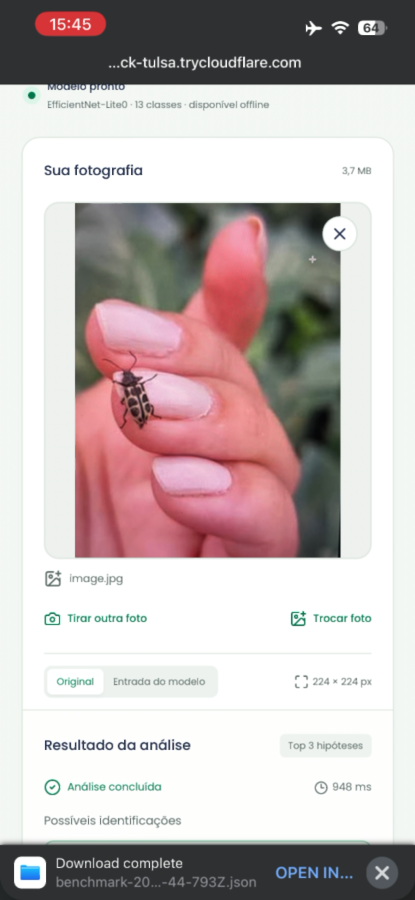 15:45
64
...ck-tulsa.trycloudflare.com
Modelo pronto
EfficientNet-Lite0 · 13 classes · disponível offline
Sua fotografia
3,7 MB
image.jpg
Tirar outra foto
Trocar foto
Original
Entrada do modelo
224 × 224 px
Resultado da análise
Top 3 hipóteses
Análise concluída
948 ms
Possíveis identificações
Download complete
OPEN IN...
benchmark-20...-44-793Z.json